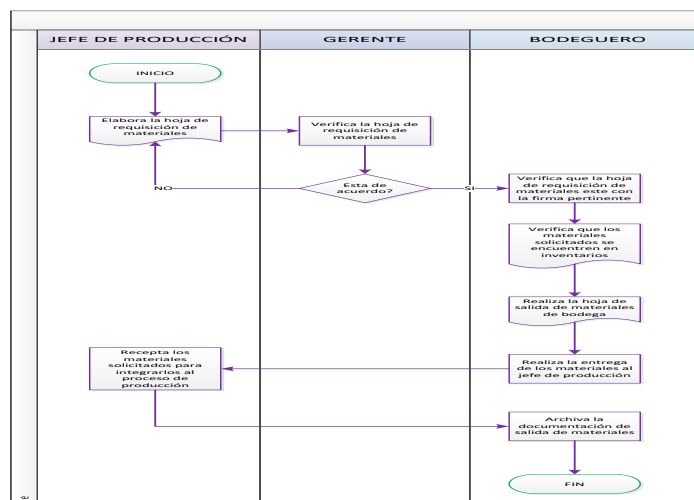 JEFE DE PRODUCCIÓN
GERENTE
BODEGUERO
INICIO
Elabora la hoja de
requisición de
materiales
Verifica la hoja de
requisición de
materiales
Esta de
acuerdo?
NO
SI
Verifica que la hoja
de requisición de
materiales este con
la firma pertinente
Verifica que los
materiales
solicitados se
encuentren en
inventarios
Realiza la hoja de
salida de materiales
de bodega
Realiza la entrega
de los materiales al
jefe de producción
Recepta los
materiales
solicitados para
integrarlos al
proceso de
producción
Archiva la
documentación de
salida de materiales
FIN